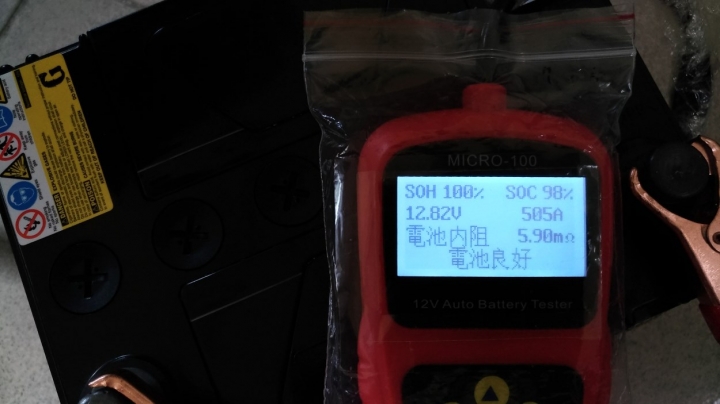 G
MICRO-100
SOH 100% SOC 98%
12.82V 505A
電池内阻 5.90mΩ
電池良好
12V Auto Battery Tester